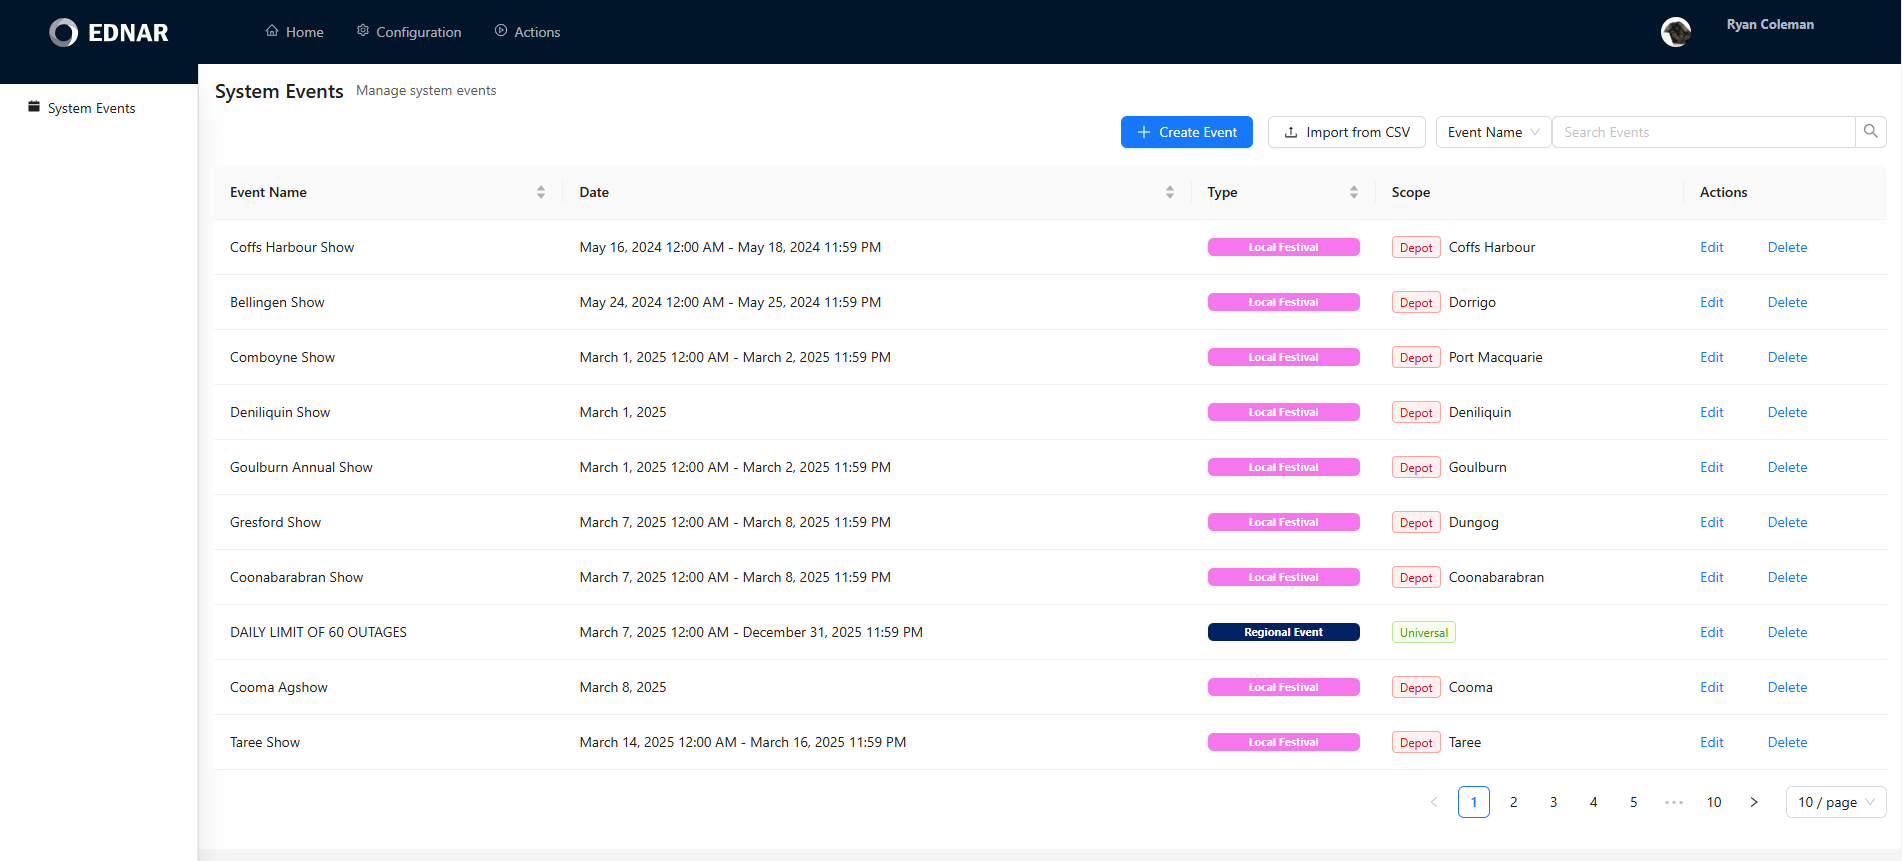 EDNAR
Home Configuration Actions
Ryan Coleman
System Events
System Events Manage system events
Create Event Import from CSV Event Name Search Events
Event Name Date Type Scope Actions
Coffs Harbour Show May 16, 2024 12:00 AM - May 18, 2024 11:59 PM Local Festival Depot Coffs Harbour Edit Delete
Bellingen Show May 24, 2024 12:00 AM - May 25, 2024 11:59 PM Local Festival Depot Dorrigo Edit Delete
Comboyne Show March 1, 2025 12:00 AM - March 2, 2025 11:59 PM Local Festival Depot Port Macquarie Edit Delete
Deniliquin Show March 1, 2025 Local Festival Depot Deniliquin Edit Delete
Goulburn Annual Show March 1, 2025 12:00 AM - March 2, 2025 11:59 PM Local Festival Depot Goulburn Edit Delete
Gresford Show March 7, 2025 12:00 AM - March 8, 2025 11:59 PM Local Festival Depot Dungog Edit Delete
Coonabarabran Show March 7, 2025 12:00 AM - March 8, 2025 11:59 PM Local Festival Depot Coonabarabran Edit Delete
DAILY LIMIT OF 60 OUTAGES March 7, 2025 12:00 AM - December 31, 2025 11:59 PM Regional Event Universal Edit Delete
Cooma Agshow March 8, 2025 Local Festival Depot Cooma Edit Delete
Taree Show March 14, 2025 12:00 AM - March 16, 2025 11:59 PM Local Festival Depot Taree Edit Delete
1 2 3 4 5 ••• 10 10 / page